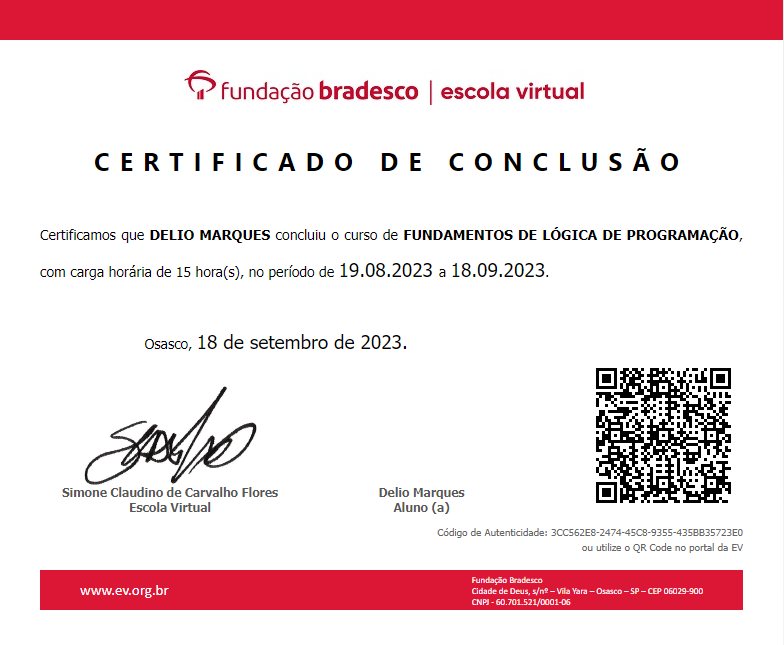 fundação bradesco | escola virtual
CERTIFICADO DE CONCLUSÃO
Certificamos que DELIO MARQUES concluiu o curso de FUNDAMENTOS DE LÓGICA DE PROGRAMAÇÃO,
com carga horária de 15 hora(s), no período de 19.08.2023 a 18.09.2023.
Osasco, 18 de setembro de 2023.
Simone Claudino de Carvalho Flores
Escola Virtual
Delio Marques
Aluno (a)
Código de Autenticidade: 3CC562E8-2474-45C8-9355-435BB35723E0
ou utilize o QR Code no portal da EV
www.ev.org.br
Fundação Bradesco
Cidade de Deus, s/nº – Vila Yara – Osasco – SP – CEP 06029-900
CNPJ - 60.701.521/0001-06